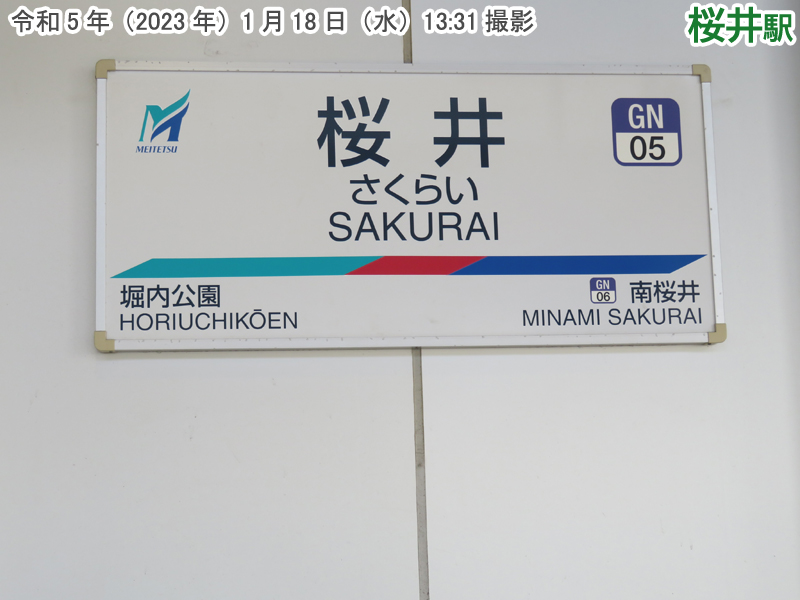 令和5年（2023年）1月18日（水）13:31撮影
桜井駅
MEITETSU
桜井
さくらい
SAKURAI
GN
05
堀内公園
HORIUCHIKŌEN
GN
06
南桜井
MINAMI SAKURAI